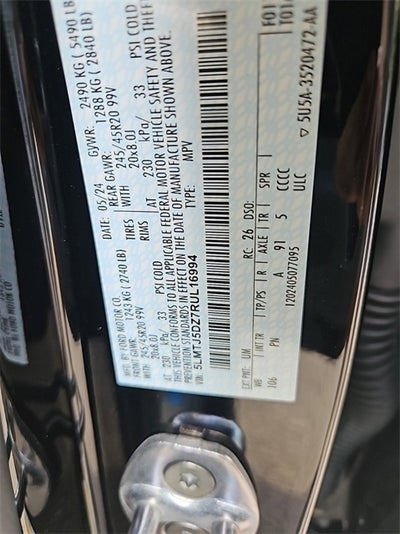 MFD. BY FORD MOTOR CO.
DATE: 05/24 GVWR: 2490 KG ( 5490 LB)
1243 KG ( 2740 LB) REAR GAWR: 1288 KG ( 2840 LB)
245/45R20 99V WITH TIRES 245/45R20 99V
20x8.0J RIMS 20x8.0J
AT 230 kPa/ 33 PSI COLD AT 230 kPa/ 33 PSI COLD
THIS VEHICLE CONFORMS TO ALL APPLICABLE FEDERAL MOTOR VEHICLE SAFETY AND THEFT
PREVENTION STANDARDS IN EFFECT ON THE DATE OF MANUFACTURE SHOWN ABOVE.
VIN: 5LMTJ5DZ7RUL16994 TYPE: MPV
EXT PNT: UM RC: 26 DSO:
WB INT TR TP/PS R AXLE TR SPR
106 PN A 91 5 CCCC
1202405077095 ULC
5U5A-3520472-AA